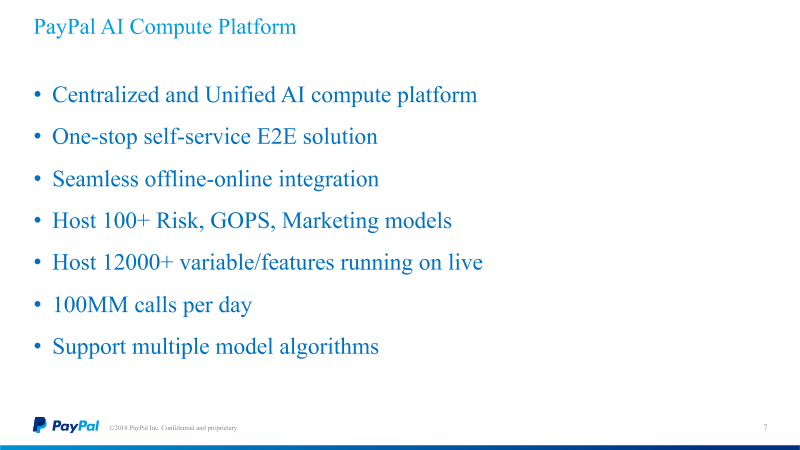 PayPal AI Compute Platform
• Centralized and Unified AI compute platform
• One-stop self-service E2E solution
• Seamless offline-online integration
• Host 100+ Risk, GOPS, Marketing models
• Host 12000+ variable/features running on live
• 100MM calls per day
• Support multiple model algorithms
PayPal ©2018 PayPal Inc. Confidential and proprietary. 7